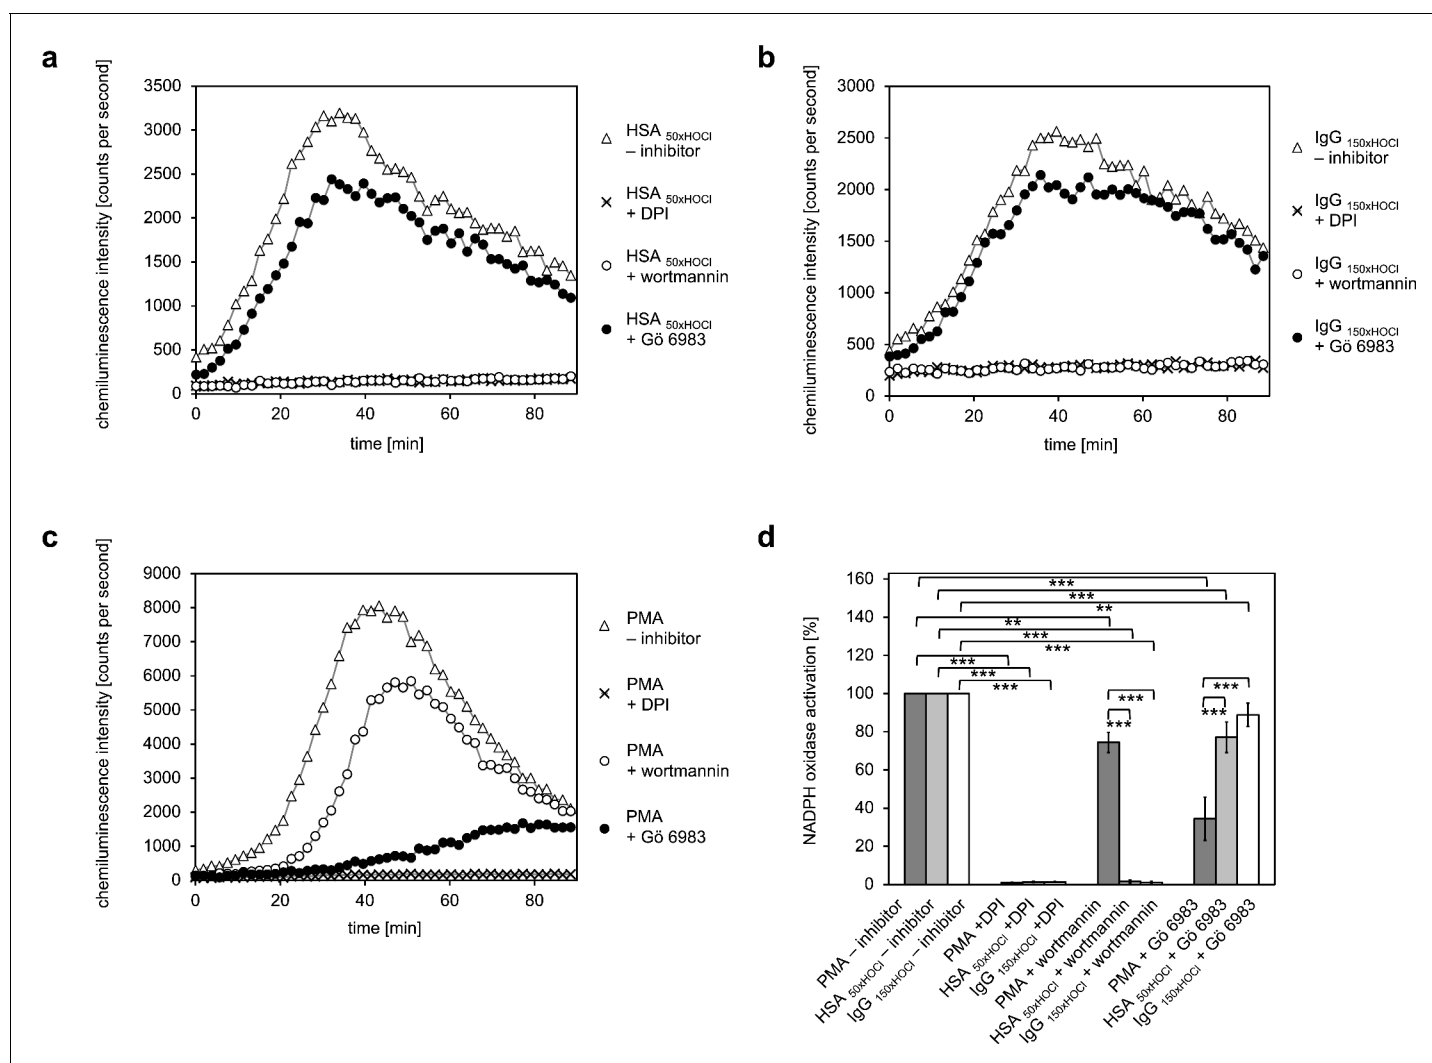 a
chemiluminescence intensity [counts per second]
3500
3000
2500
2000
1500
1000
500
0
0 20 40 60 80
time [min]
HSA 50xHOCl
– inhibitor
HSA 50xHOCl
+ DPI
HSA 50xHOCl
+ wortmannin
HSA 50xHOCl
+ Gö 6983
b
chemiluminescence intensity [counts per second]
3000
2500
2000
1500
1000
500
0
0 20 40 60 80
time [min]
IgG 150xHOCl
– inhibitor
IgG 150xHOCl
+ DPI
IgG 150xHOCl
+ wortmannin
IgG 150xHOCl
+ Gö 6983
c
chemiluminescence intensity [counts per second]
9000
8000
7000
6000
5000
4000
3000
2000
1000
0
0 20 40 60 80
time [min]
PMA
– inhibitor
PMA
+ DPI
PMA
+ wortmannin
PMA
+ Gö 6983
d
NADPH oxidase activation [%]
160
140
120
100
80
60
40
20
0
***
***
**
**
***
***
***
***
***
***
***
***
***
PMA – inhibitor
HSA 50xHOCl – inhibitor
IgG 150xHOCl – inhibitor
PMA +DPI
HSA 50xHOCl +DPI
IgG 150xHOCl +DPI
PMA + wortmannin
HSA 50xHOCl + wortmannin
IgG 150xHOCl + wortmannin
PMA + Gö 6983
HSA 50xHOCl + Gö 6983
IgG 150xHOCl + Gö 6983